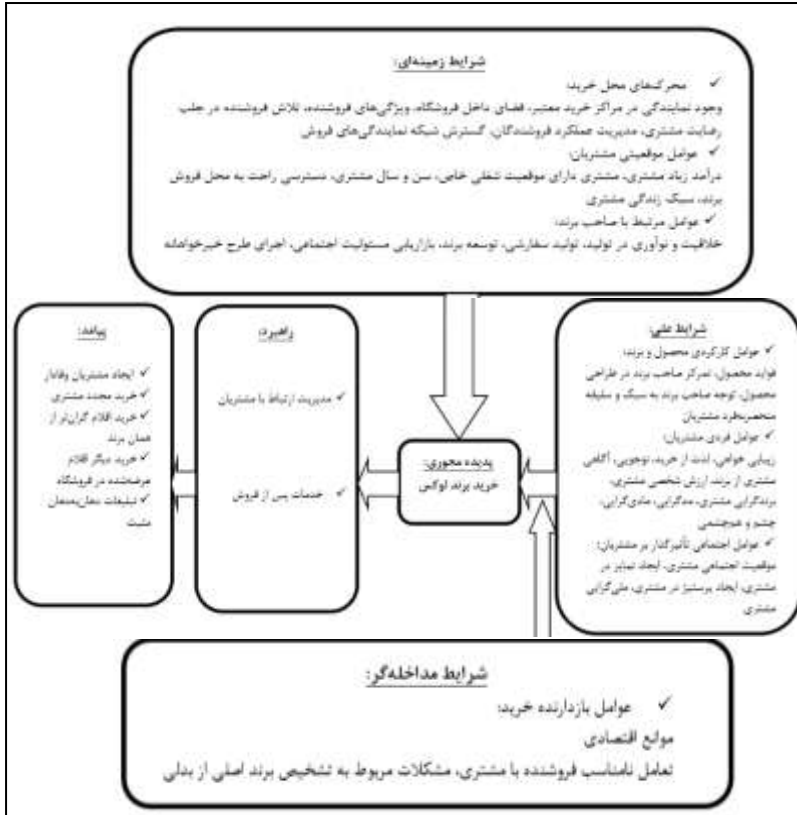 شرایط زمینه‌ای:
✓ محرک‌های محل خرید:
وجود نمایندگی در مراکز خرید معتبر، فضای داخل فروشگاه، ویژگی‌های فروشنده، تلاش فروشنده در جلب
رضایت مشتری، مدیریت عملکرد فروشندگان، گسترش شبکه نمایندگی‌های فروش
✓ عوامل موقعیتی مشتریان:
درآمد زیاد مشتری، مشتری دارای موقعیت شغلی خاص، سن و سال مشتری، دسترسی راحت به محل فروش
برند، سبک زندگی مشتری
✓ عوامل مرتبط با صاحب برند:
خلاقیت و نوآوری در تولید، تولید سفارشی، توسعه برند، بازاریابی مسئولیت اجتماعی، اجرای طرح خیرخواهانه
شرایط علی:
✓ عوامل کارکردی محصول و برند:
فواید محصول، تمرکز صاحب برند در طراحی
محصول، توجه صاحب برند به سبک و سلیقه
منحصربه‌فرد مشتریان
✓ عوامل فردی مشتریان:
زیبایی خواهی، لذت از خرید، نوجویی، آگاهی
مشتری از برند، ارزش شخصی مشتری،
برندگرایی مشتری، مدگرایی، مادی‌گرایی،
چشم و هم‌چشمی
✓ عوامل اجتماعی تأثیرگذار بر مشتریان:
موقعیت اجتماعی مشتری، ایجاد تمایز در
مشتری، ایجاد پرستیژ در مشتری، ملی‌گرایی
مشتری
پدیده محوری:
خرید برند لوکس
راهبرد:
✓ مدیریت ارتباط با مشتریان
✓ خدمات پس از فروش
پیامد:
✓ ایجاد مشتریان وفادار
✓ خرید مجدد مشتری
✓ خرید اقلام گران‌تر از
همان برند
✓ خرید دیگر اقلام
عرضه‌شده در فروشگاه
✓ تبلیغات دهان‌به‌دهان
مثبت
شرایط مداخله‌گر:
✓ عوامل بازدارنده خرید:
موانع اقتصادی
تعامل نامناسب فروشنده با مشتری، مشکلات مربوط به تشخیص برند اصلی از بدلی